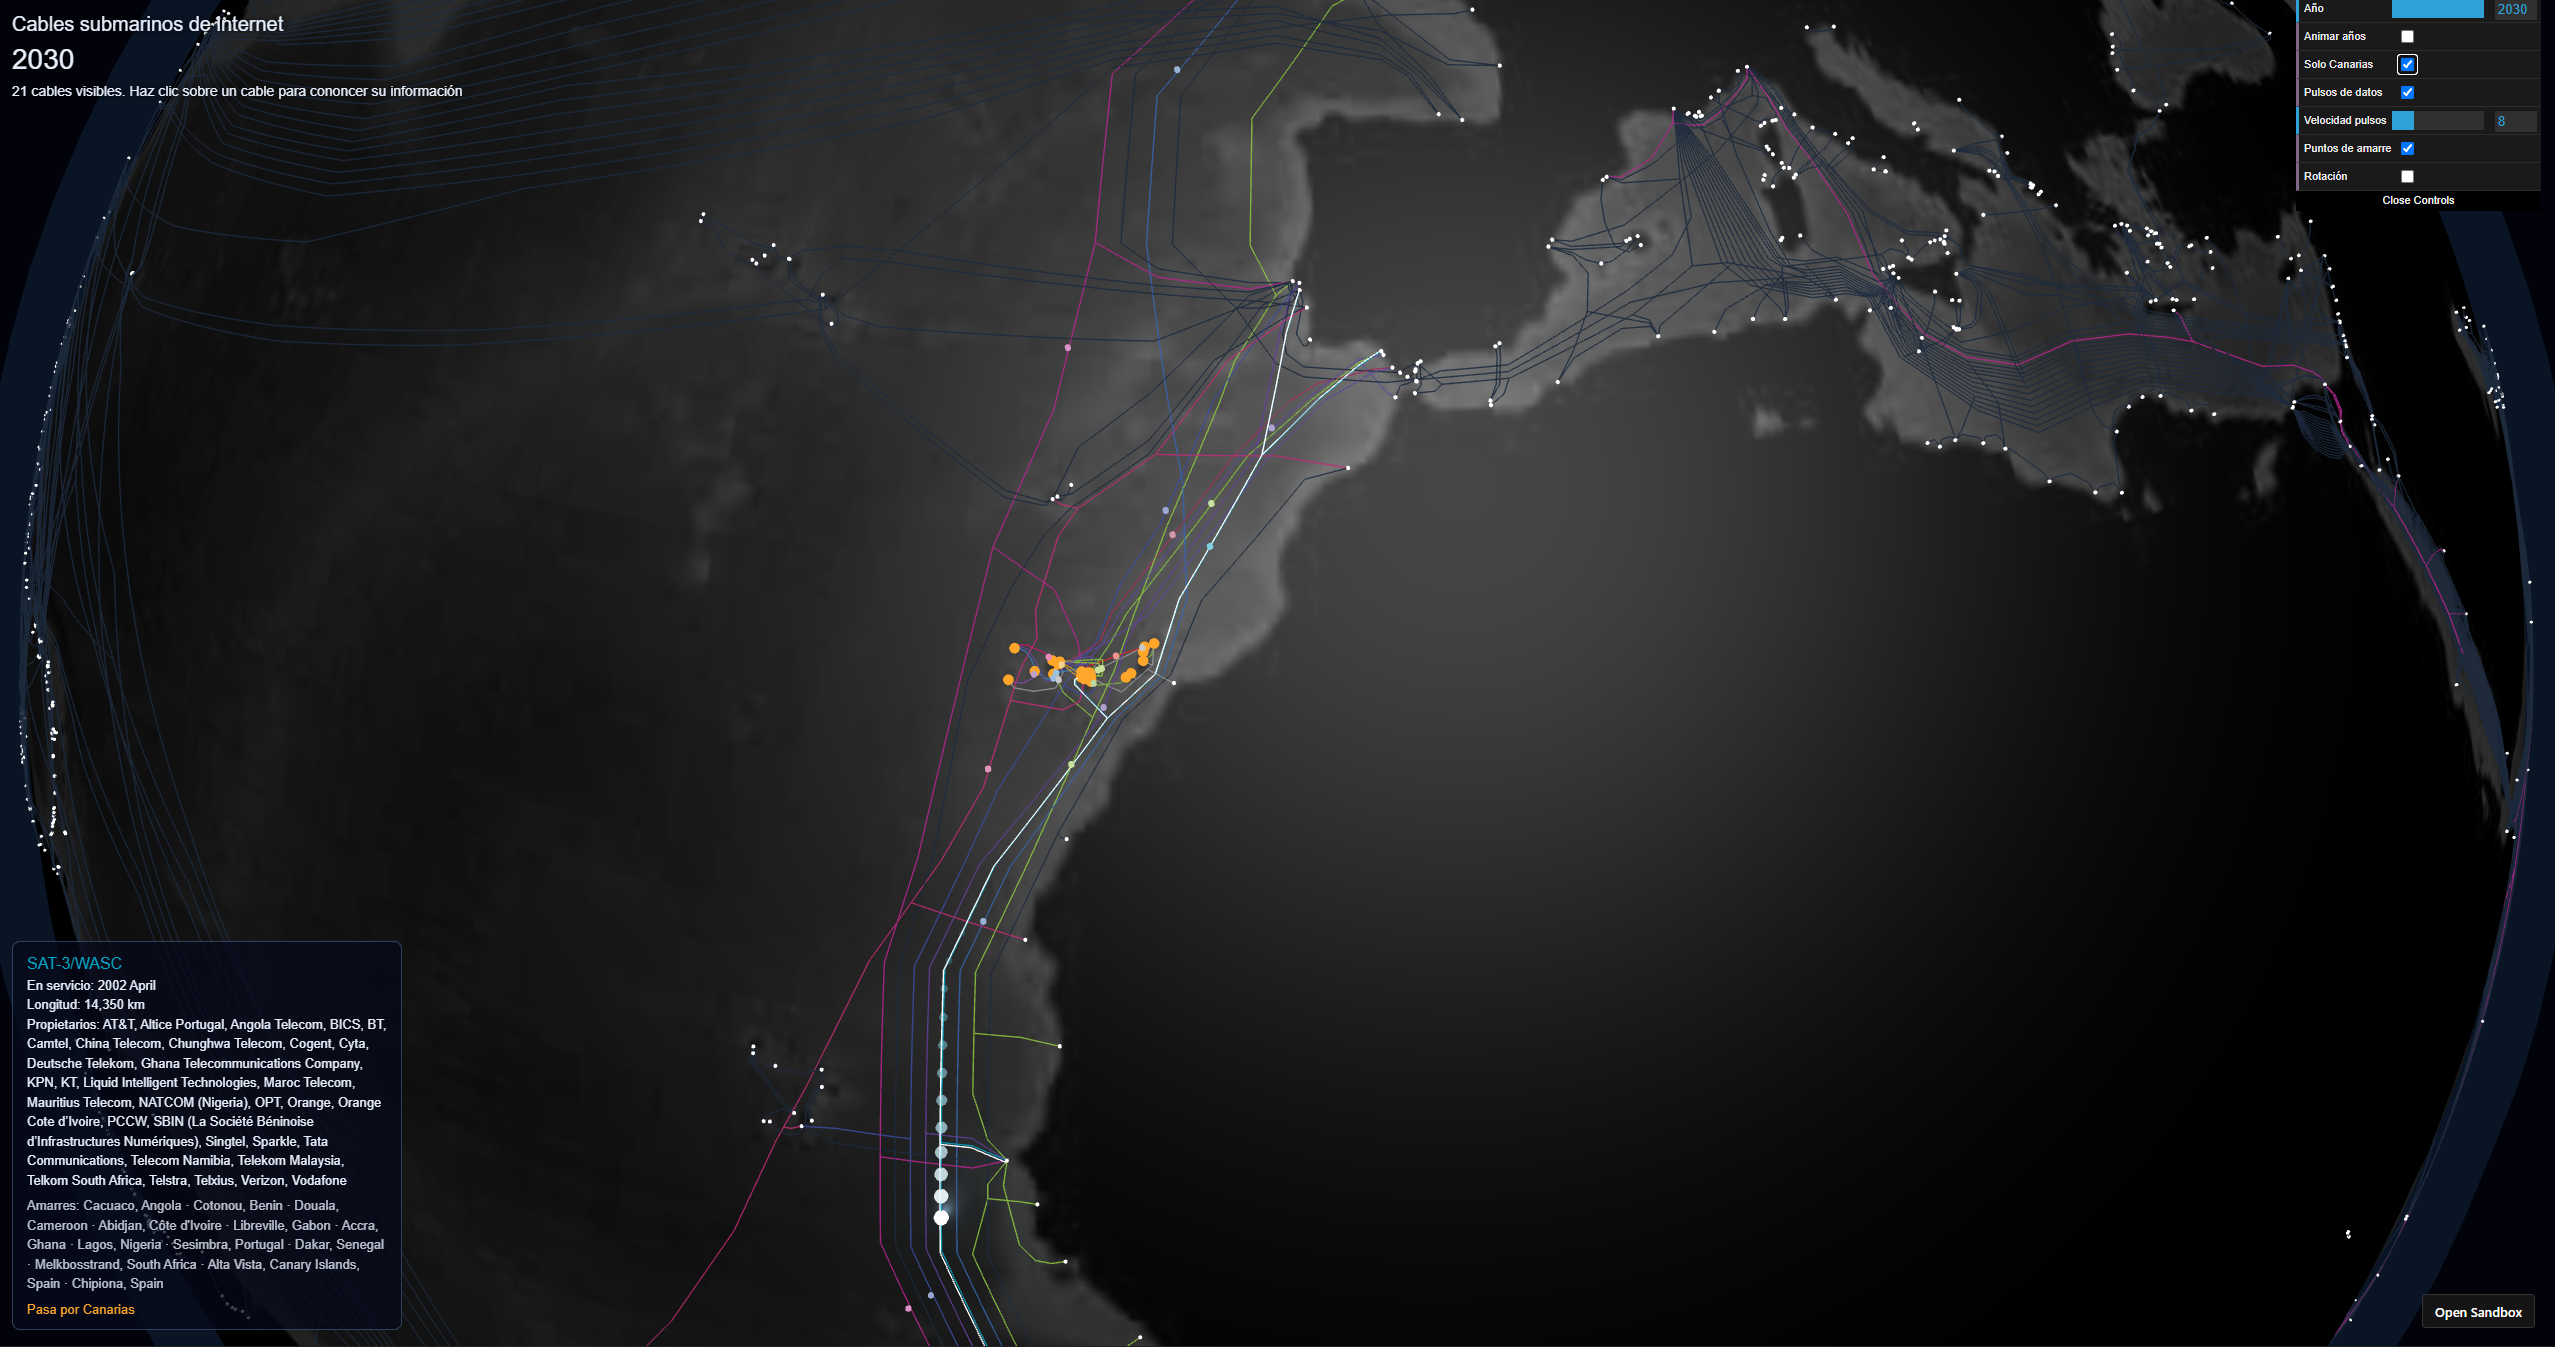 Cables submarinos de internet
2030
21 cables visibles. Haz clic sobre un cable para cononcer su información
Año 2030
Animar años
Solo Canarias
Pulsos de datos
Velocidad pulsos 8
Puntos de amarre
Rotación
Close Controls
SAT-3/WASC
En servicio: 2002 April
Longitud: 14,350 km
Propietarios: AT&T, Altice Portugal, Angola Telecom, BICS, BT,
Camtel, China Telecom, Chunghwa Telecom, Cogent, Cyta,
Deutsche Telekom, Ghana Telecommunications Company,
KPN, KT, Liquid Intelligent Technologies, Maroc Telecom,
Mauritius Telecom, NATCOM (Nigeria), OPT, Orange, Orange
Cote d'Ivoire, PCCW, SBIN (La Société Béninoise
d'Infrastructures Numériques), Singtel, Sparkle, Tata
Communications, Telecom Namibia, Telekom Malaysia,
Telkom South Africa, Telstra, Telxius, Verizon, Vodafone
Amarres: Cacuaco, Angola · Cotonou, Benin · Douala,
Cameroon · Abidjan, Côte d'Ivoire · Libreville, Gabon · Accra,
Ghana · Lagos, Nigeria · Sesimbra, Portugal · Dakar, Senegal
· Melkbosstrand, South Africa · Alta Vista, Canary Islands,
Spain · Chipiona, Spain
Pasa por Canarias
Open Sandbox